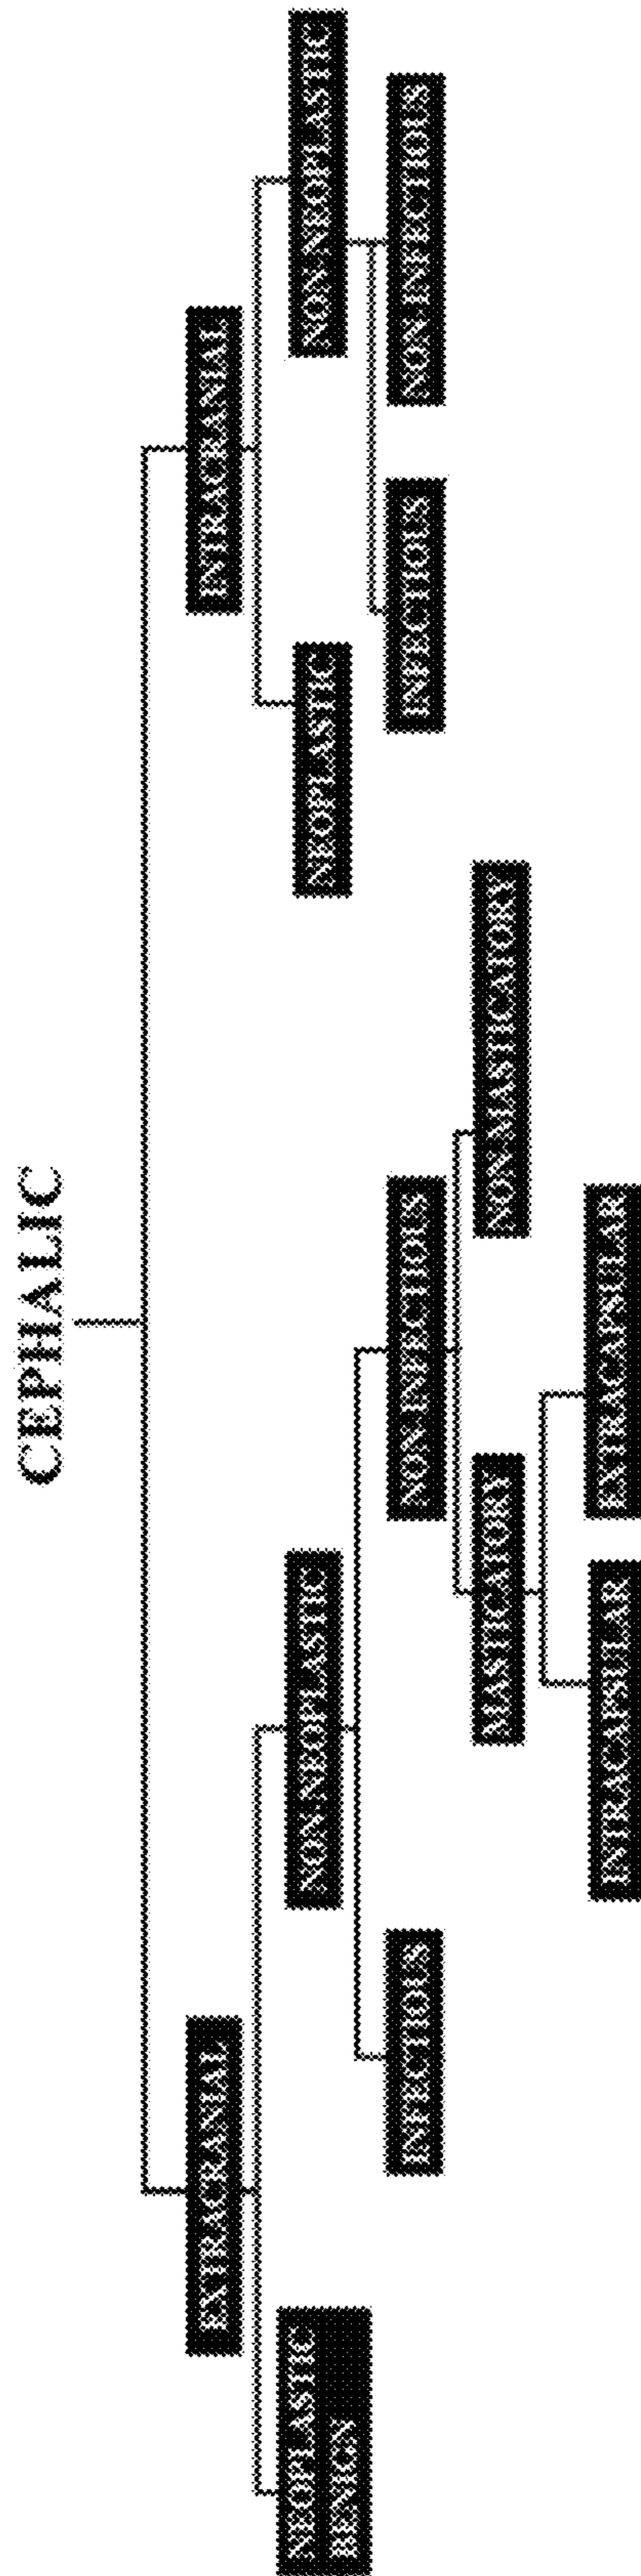 CEPHALIC
EXTRACRANIAL
INTRACRANIAL
NEOPLASTIC
NON-NEOPLASTIC
NEOPLASTIC
NON-NEOPLASTIC
INFECTIOUS
NON-INFECTIOUS
INFECTIOUS
NON-INFECTIOUS
MASTICATORY
NON-MASTICATORY
INTRACAPSULAR
EXTRACAPSULAR